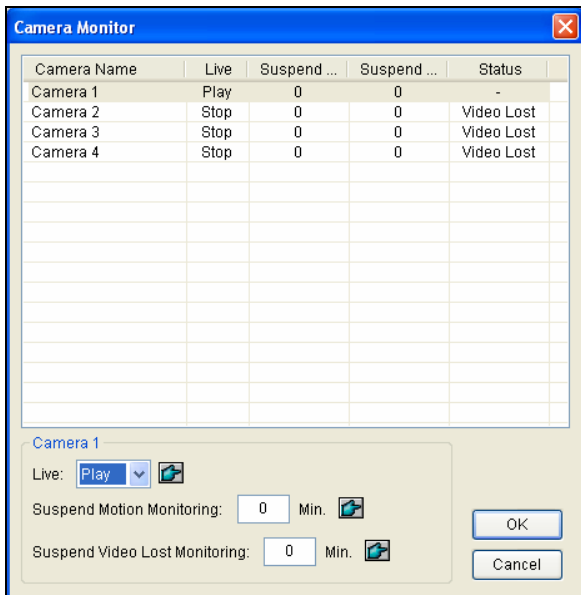 Camera Monitor
Camera Name Live Suspend ... Suspend ... Status
Camera 1 Play 0 0 -
Camera 2 Stop 0 0 Video Lost
Camera 3 Stop 0 0 Video Lost
Camera 4 Stop 0 0 Video Lost
Camera 1
Live: Play
Suspend Motion Monitoring: 0 Min.
Suspend Video Lost Monitoring: 0 Min.
OK
Cancel